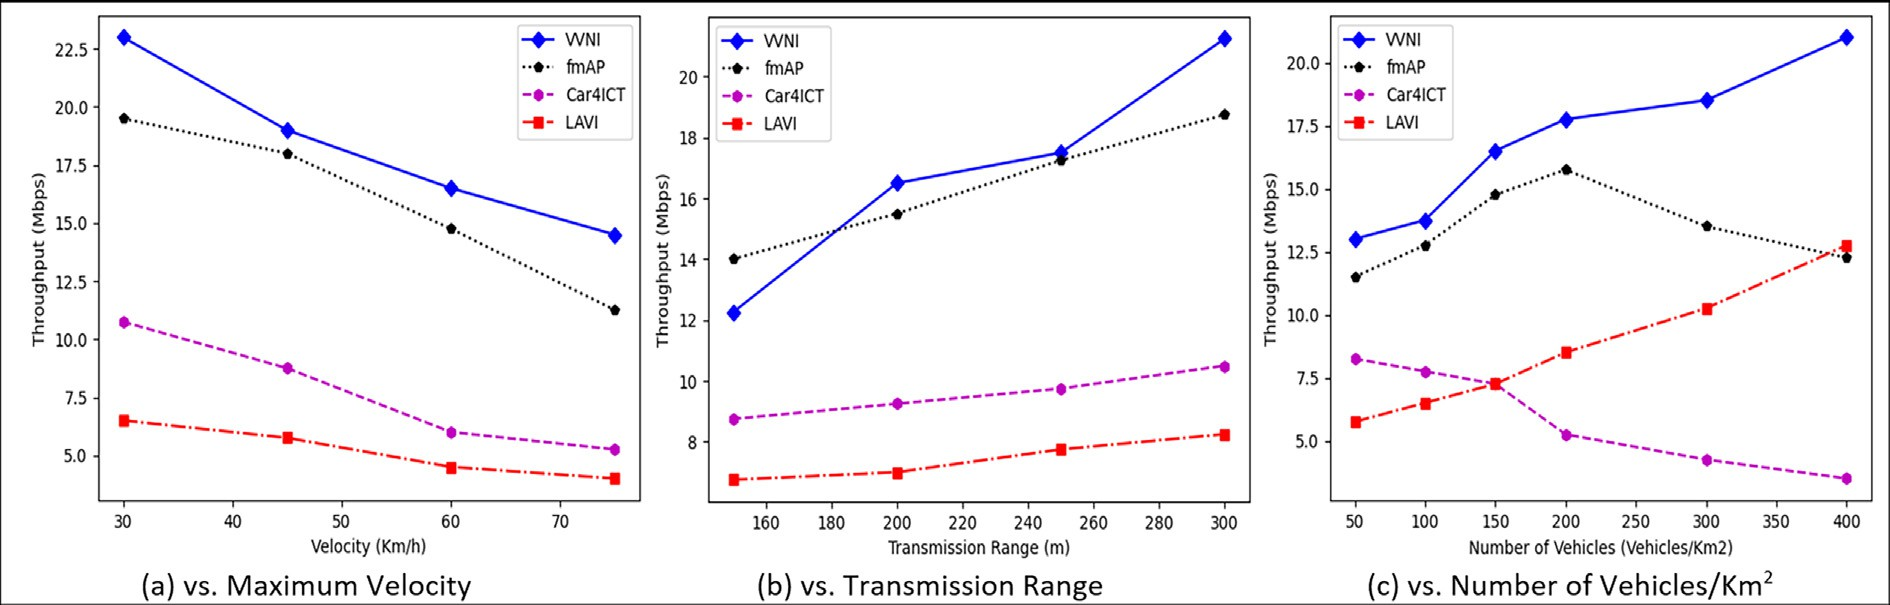 Throughput (Mbps)
22.5
20.0
17.5
15.0
12.5
10.0
7.5
5.0
VVNI
fmAP
Car4ICT
LAVI
30 40 50 60 70
Velocity (Km/h)
(a) vs. Maximum Velocity
Throughput (Mbps)
20
18
16
14
12
10
8
VVNI
fmAP
Car4ICT
LAVI
160 180 200 220 240 260 280 300
Transmission Range (m)
(b) vs. Transmission Range
Throughput (Mbps)
20.0
17.5
15.0
12.5
10.0
7.5
5.0
VVNI
fmAP
Car4ICT
LAVI
50 100 150 200 250 300 350 400
Number of Vehicles (Vehicles/Km2)
(c) vs. Number of Vehicles/Km²